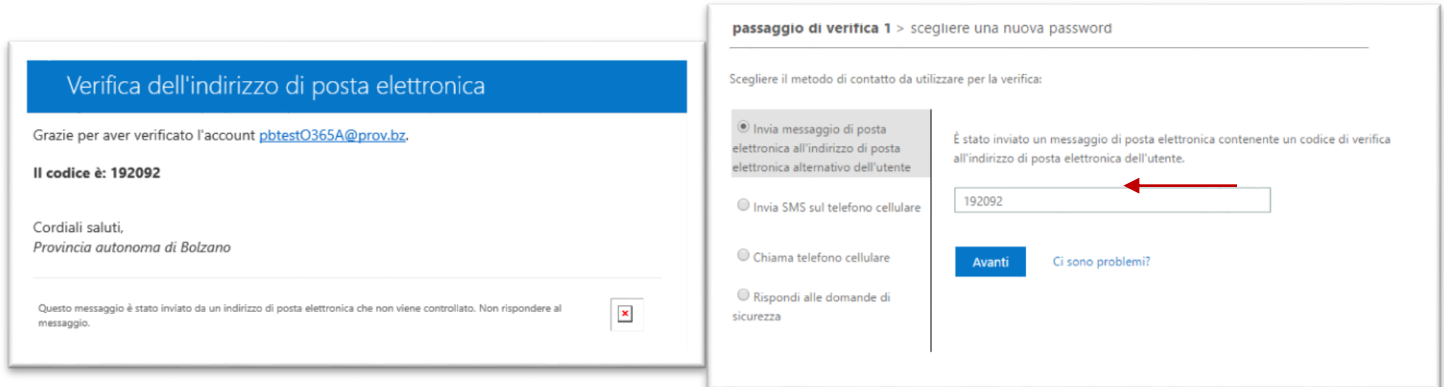 Verifica dell'indirizzo di posta elettronica
Grazie per aver verificato l'account pbtestO365A@prov.bz.
Il codice è: 192092
Cordiali saluti,
Provincia autonoma di Bolzano
Questo messaggio è stato inviato da un indirizzo di posta elettronica che non viene controllato. Non rispondere al
messaggio.
passaggio di verifica 1 > scegliere una nuova password
Scegliere il metodo di contatto da utilizzare per la verifica:
Invia messaggio di posta
elettronica all'indirizzo di posta
elettronica alternativo dell'utente
Invia SMS sul telefono cellulare
Chiama telefono cellulare
Rispondi alle domande di
sicurezza
È stato inviato un messaggio di posta elettronica contenente un codice di verifica
all'indirizzo di posta elettronica dell'utente.
192092
Avanti
Ci sono problemi?